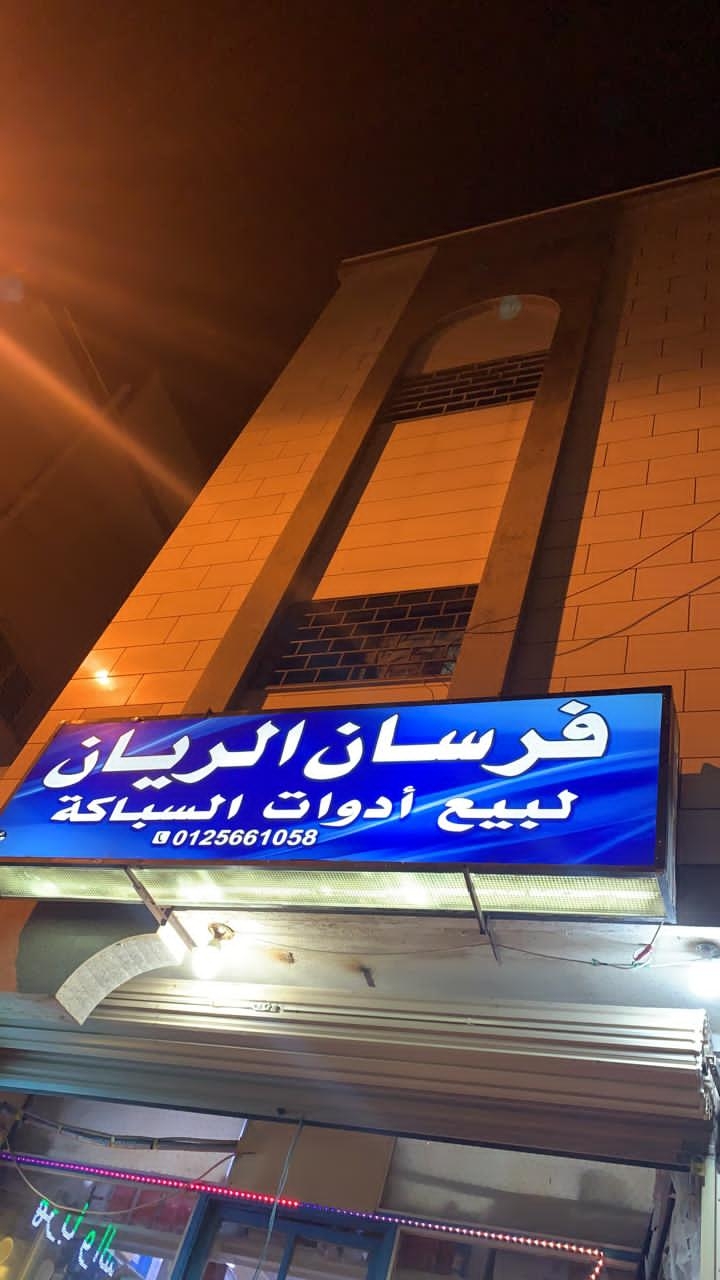 فرسان الريان
لبيع أدوات السباكة
0125661058